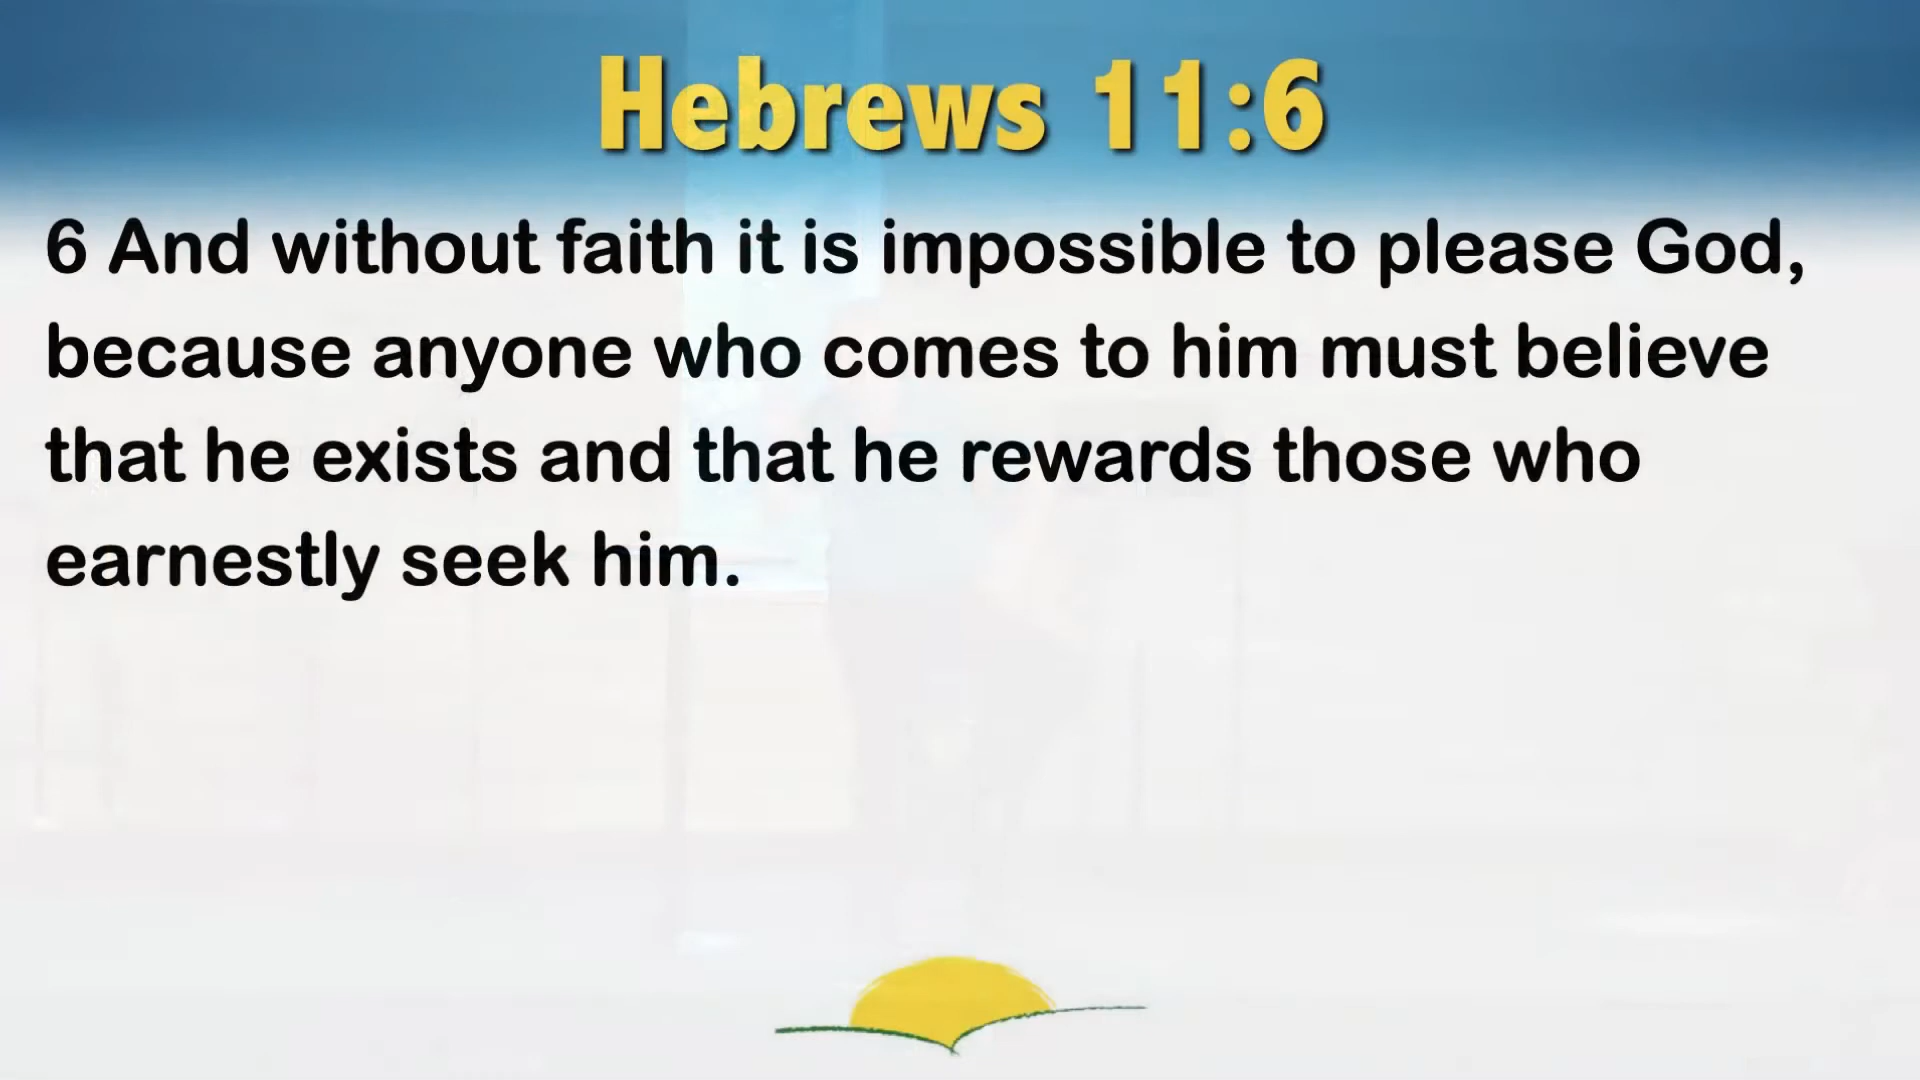 Hebrews 11:6
6 And without faith it is impossible to please God,
because anyone who comes to him must believe
that he exists and that he rewards those who
earnestly seek him.